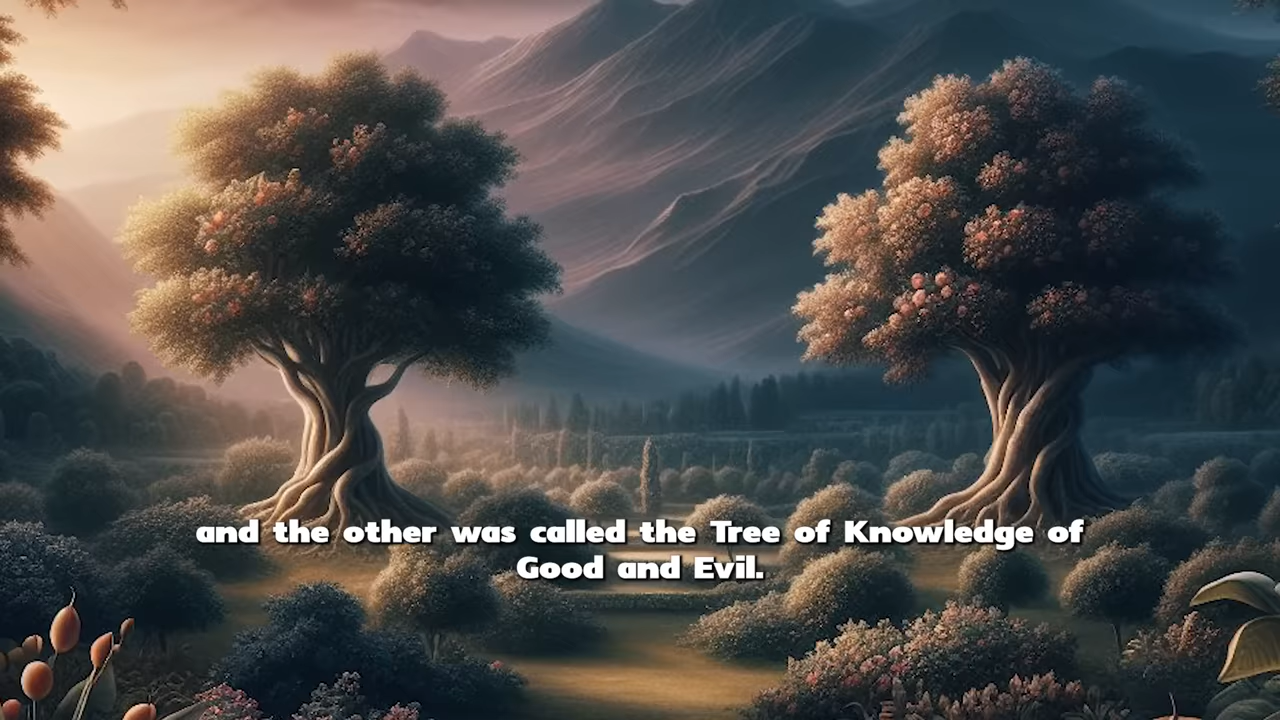 and the other was called the Tree of Knowledge of
Good and Evil.